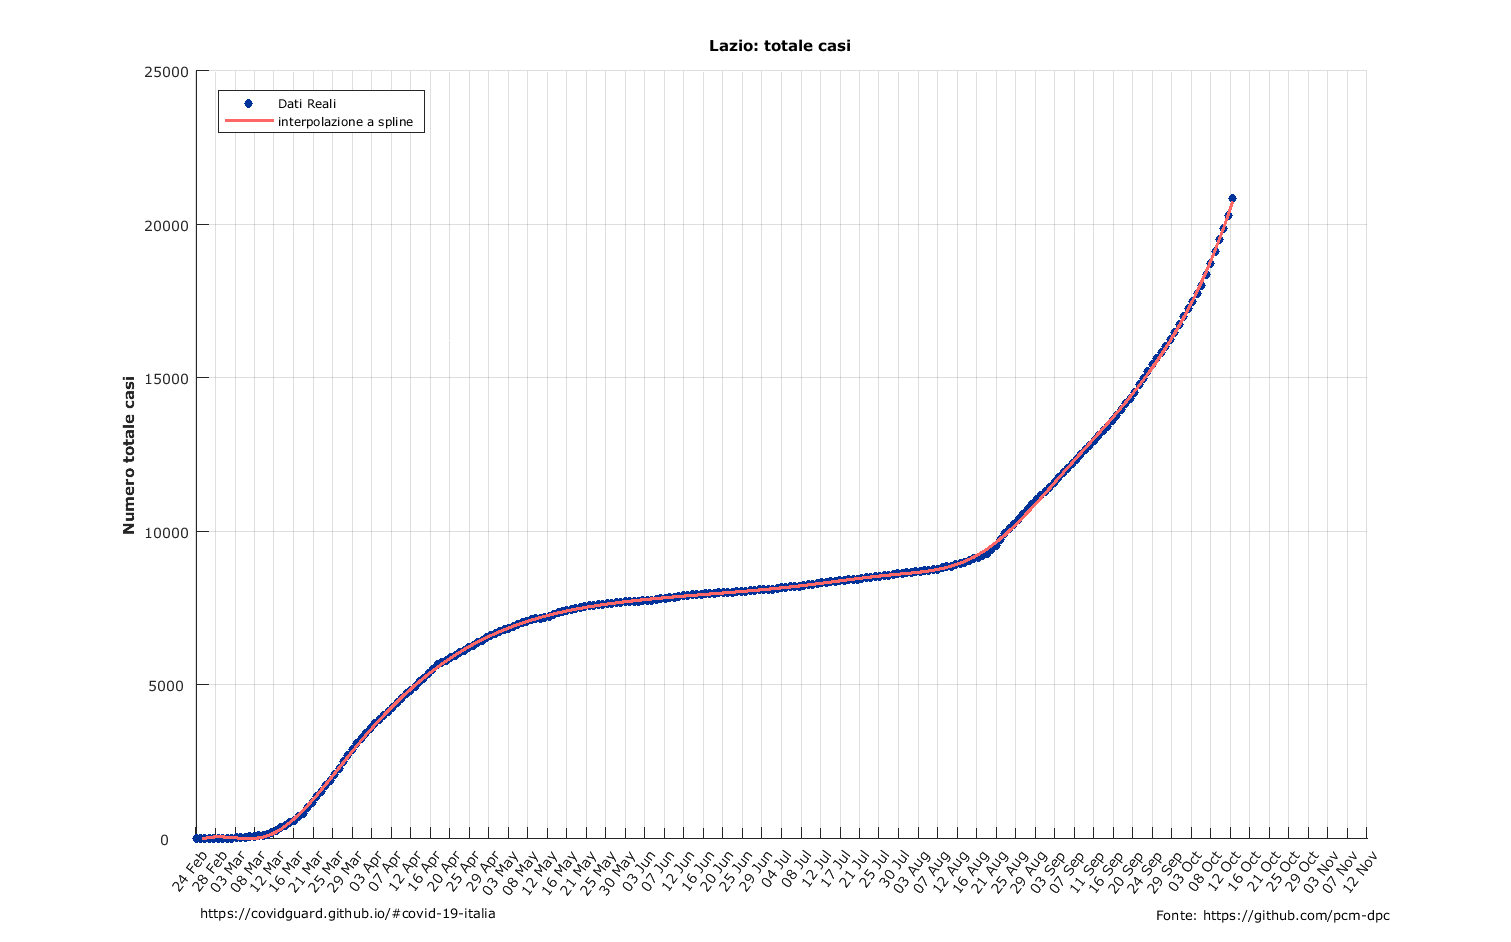 Lazio: totale casi
25000
Dati Reali
interpolazione a spline
20000
15000
Numero totale casi
10000
5000
0
24 Feb
28 Feb
03 Mar
08 Mar
12 Mar
16 Mar
21 Mar
25 Mar
29 Mar
03 Apr
07 Apr
12 Apr
16 Apr
20 Apr
25 Apr
29 Apr
03 May
08 May
12 May
16 May
21 May
25 May
30 May
03 Jun
07 Jun
12 Jun
16 Jun
20 Jun
25 Jun
29 Jun
04 Jul
08 Jul
12 Jul
17 Jul
21 Jul
25 Jul
30 Jul
03 Aug
07 Aug
12 Aug
16 Aug
21 Aug
25 Aug
29 Aug
03 Sep
07 Sep
11 Sep
16 Sep
20 Sep
24 Sep
29 Sep
03 Oct
08 Oct
12 Oct
16 Oct
21 Oct
25 Oct
29 Oct
03 Nov
07 Nov
12 Nov
https://covidguard.github.io/#covid-19-italia
Fonte: https://github.com/pcm-dpc